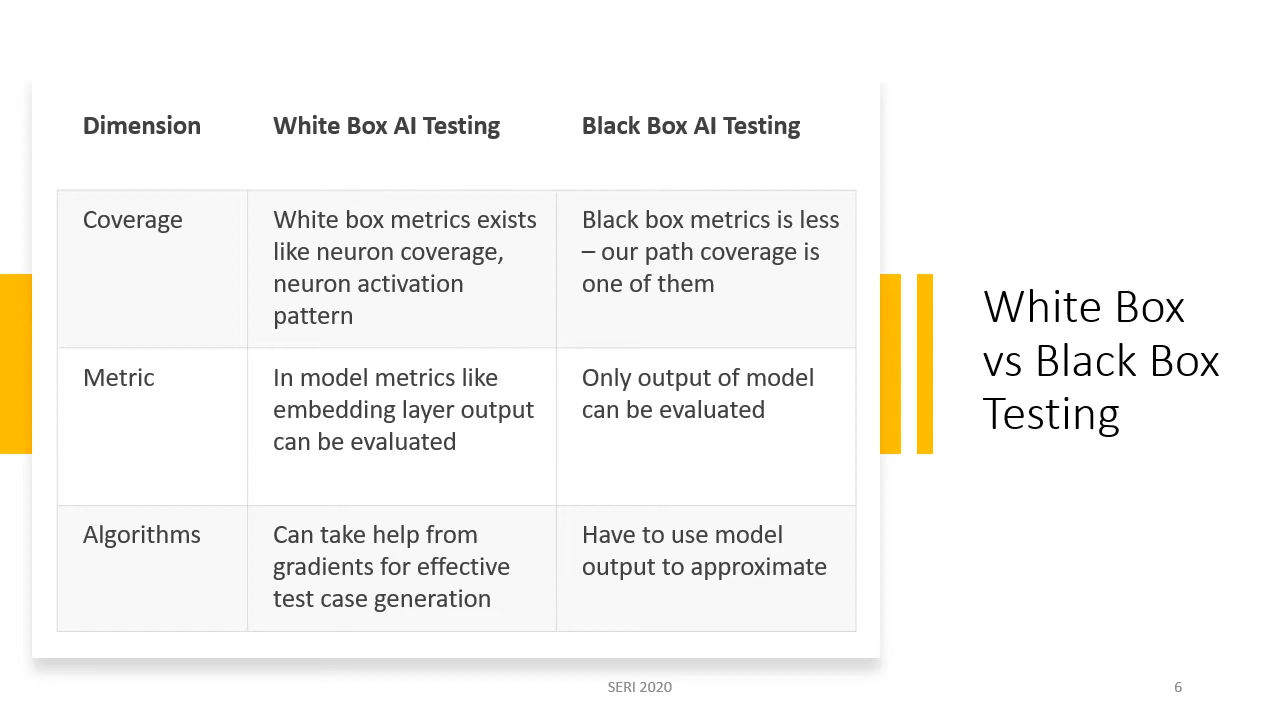 Dimension
White Box AI Testing
Black Box AI Testing
Coverage
White box metrics exists
like neuron coverage,
neuron activation
pattern
Black box metrics is less
– our path coverage is
one of them
Metric
In model metrics like
embedding layer output
can be evaluated
Only output of model
can be evaluated
Algorithms
Can take help from
gradients for effective
test case generation
Have to use model
output to approximate
White Box
vs Black Box
Testing
SERI 2020
6